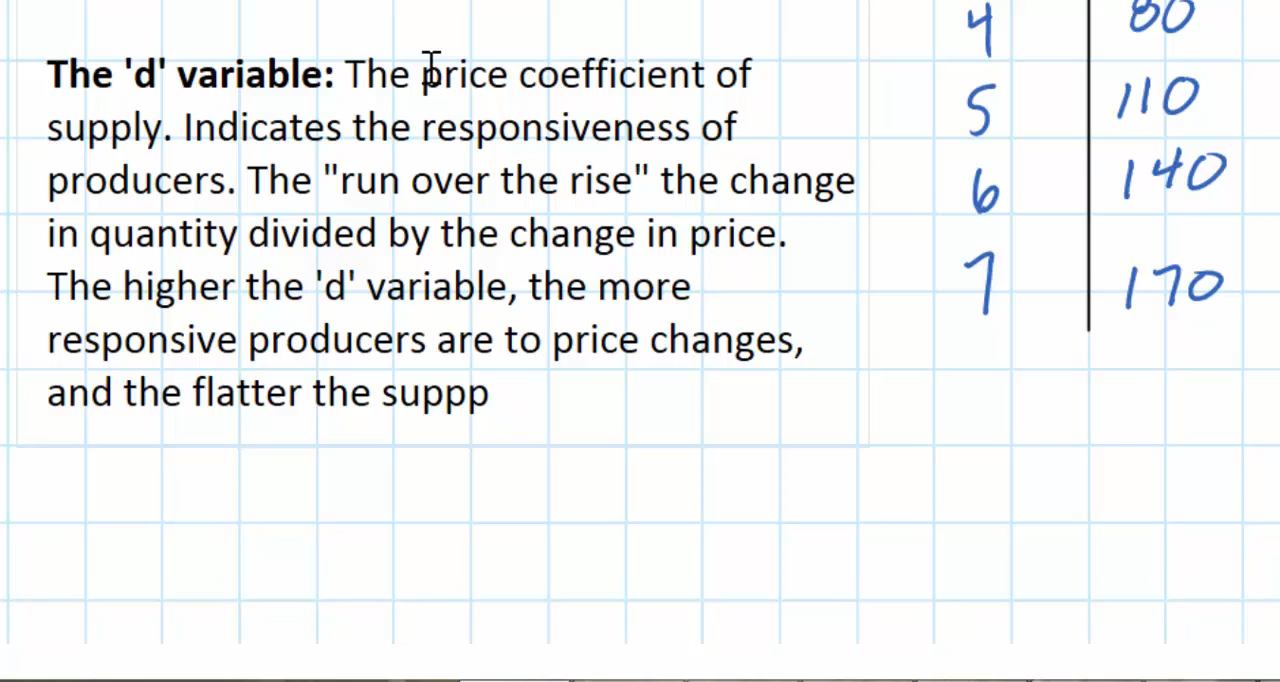 The 'd' variable: The price coefficient of
supply. Indicates the responsiveness of
producers. The "run over the rise" the change
in quantity divided by the change in price.
The higher the 'd' variable, the more
responsive producers are to price changes,
and the flatter the suppp
4 80
5 110
6 140
7 170